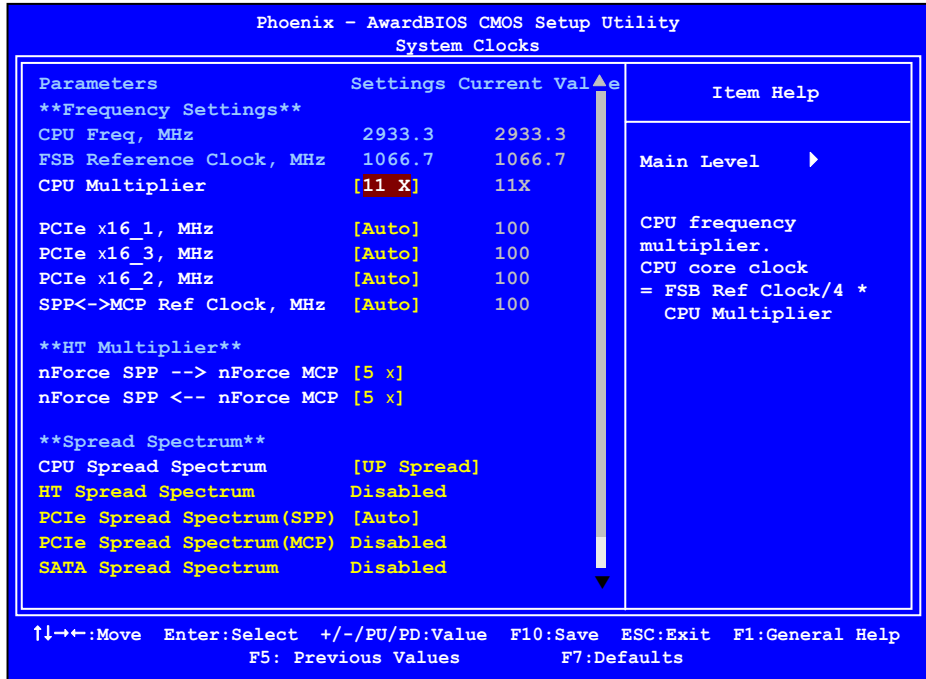 Phoenix – AwardBIOS CMOS Setup Utility
System Clocks
Parameters Settings Current Value
**Frequency Settings**
CPU Freq, MHz 2933.3 2933.3
FSB Reference Clock, MHz 1066.7 1066.7
CPU Multiplier [11 X] 11X
PCIe x16_1, MHz [Auto] 100
PCIe x16_3, MHz [Auto] 100
PCIe x16_2, MHz [Auto] 100
SPP<->MCP Ref Clock, MHz [Auto] 100
**HT Multiplier**
nForce SPP --> nForce MCP [5 x]
nForce SPP <-- nForce MCP [5 x]
**Spread Spectrum**
CPU Spread Spectrum [UP Spread]
HT Spread Spectrum Disabled
PCIe Spread Spectrum(SPP) [Auto]
PCIe Spread Spectrum(MCP) Disabled
SATA Spread Spectrum Disabled
Item Help
Main Level ▶
CPU frequency
multiplier.
CPU core clock
= FSB Ref Clock/4 *
CPU Multiplier
↑↓→←:Move Enter:Select +/-/PU/PD:Value F10:Save ESC:Exit F1:General Help
F5: Previous Values F7:Defaults